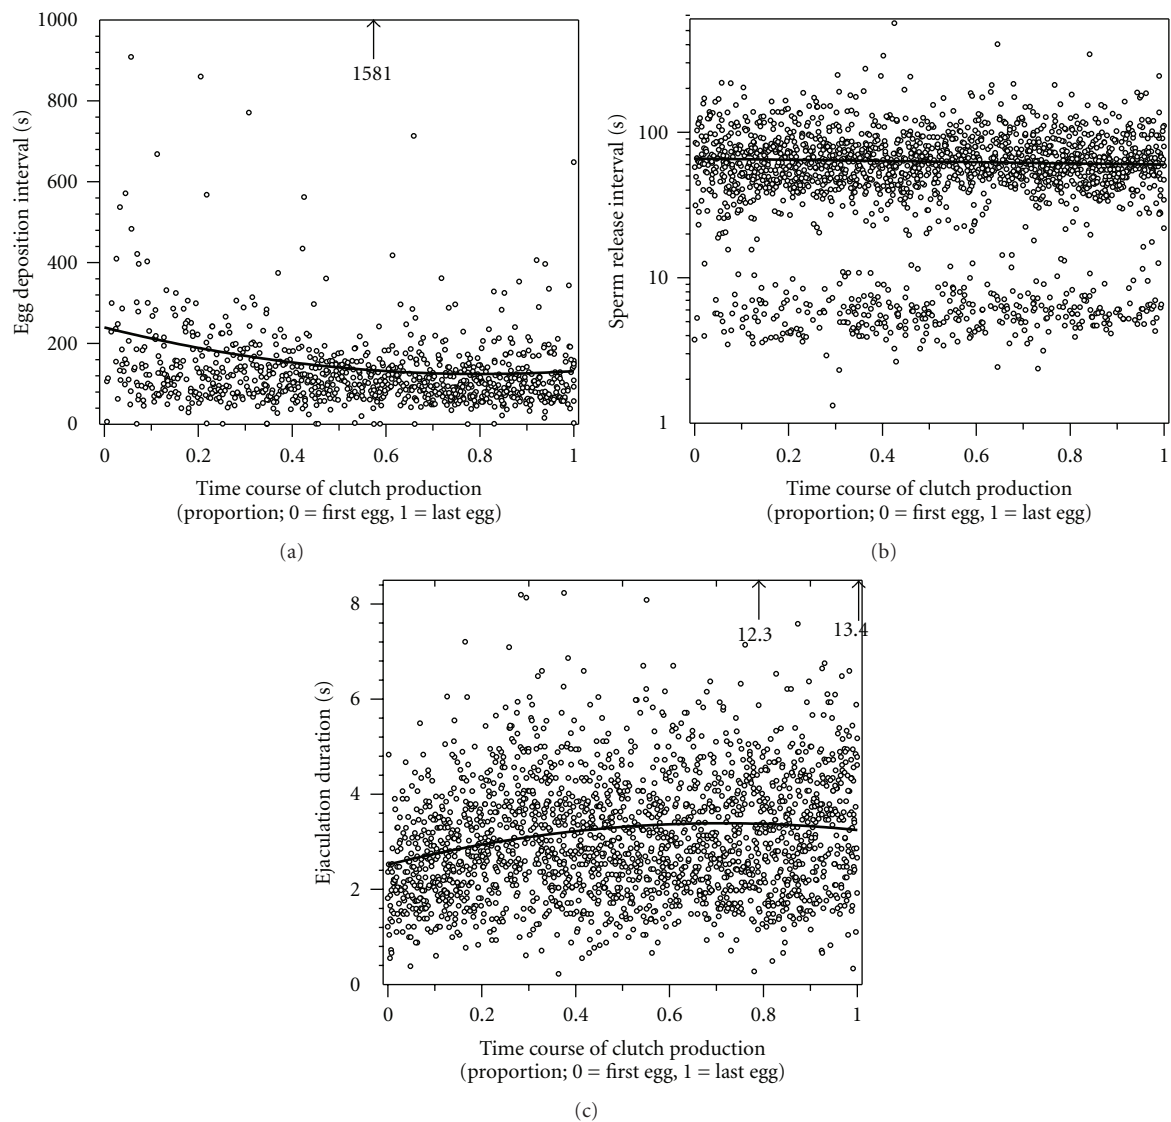 1000
800
600
400
200
0
Egg deposition interval (s)
1581
0
0.2
0.4
0.6
0.8
1
Time course of clutch production
(proportion; 0 = first egg, 1 = last egg)
(a)
100
10
1
Sperm release interval (s)
0
0.2
0.4
0.6
0.8
1
Time course of clutch production
(proportion; 0 = first egg, 1 = last egg)
(b)
8
6
4
2
0
Ejaculation duration (s)
12.3
13.4
0
0.2
0.4
0.6
0.8
1
Time course of clutch production
(proportion; 0 = first egg, 1 = last egg)
(c)